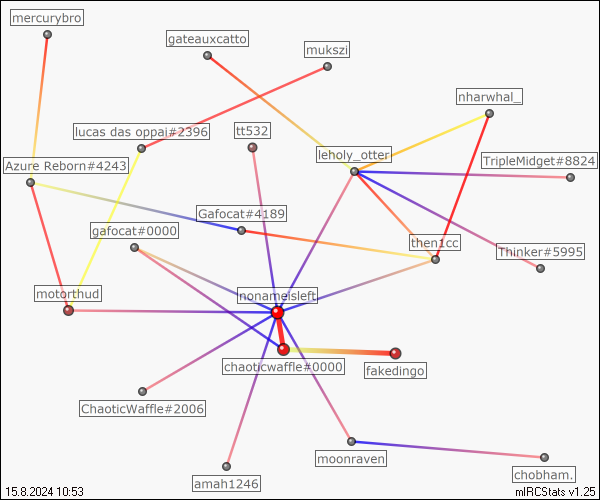 mercurybro
gateauxcatto
mukszi
nharwhal_
lucas das oppai#2396
tt532
leholy_otter
TripleMidget#8824
Azure Reborn#4243
Gafocat#4189
gafocat#0000
then1cc
Thinker#5995
motorthud
nonameisleft
chaoticwaffle#0000
fakedingo
ChaoticWaffle#2006
moonraven
amah1246
chobham.
15.8.2024 10:53
mIRCStats v1.25